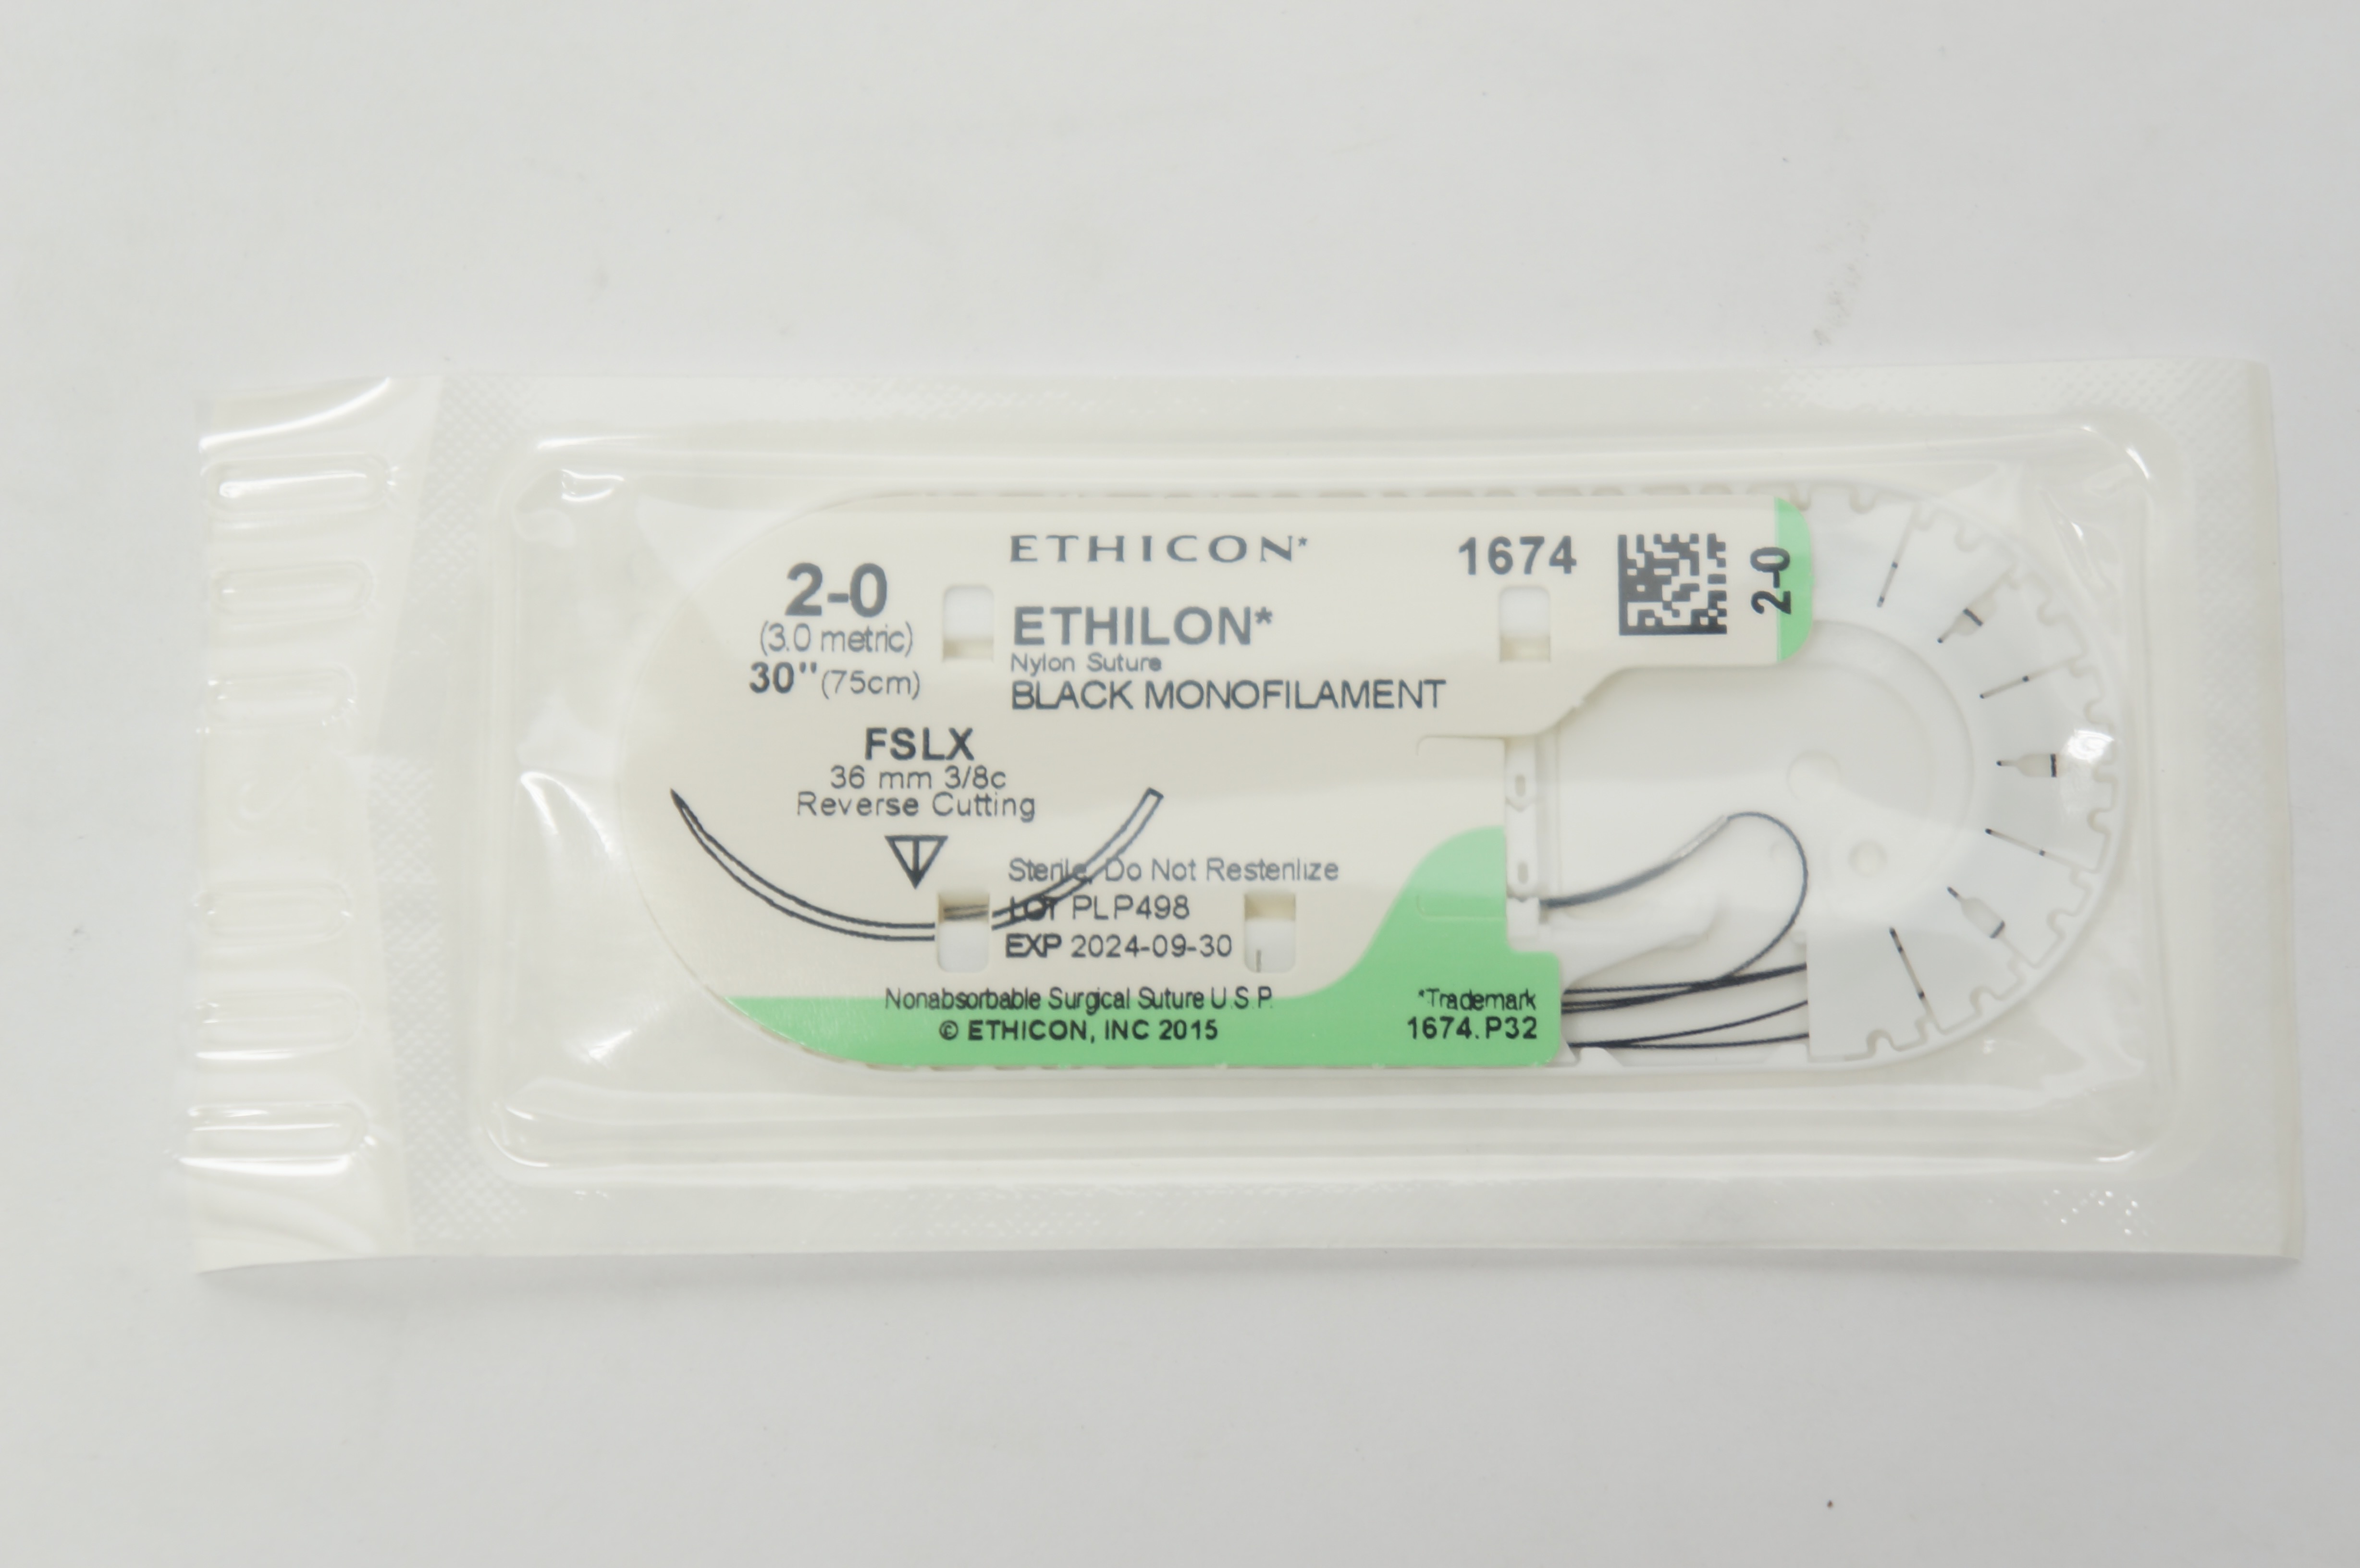 ETHICON*
1674
2-0
2-0
(3.0 metric)
30" (75cm)
ETHILON*
Nylon Suture
BLACK MONOFILAMENT
FSLX
36 mm 3/8c
Reverse Cutting
Sterile, Do Not Resterilize
LOT PLP498
EXP 2024-09-30
Nonabsorbable Surgical Suture U S P.
© ETHICON, INC 2015
*Trademark
1674.P32